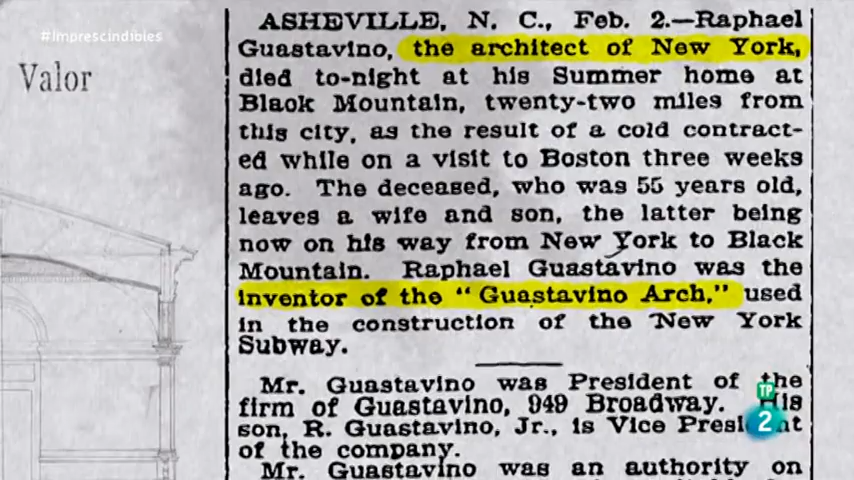 #Imprescindibles
Valor
ASHEVILLE, N. C., Feb. 2.—Raphael
Guastavino, the architect of New York,
died to-night at his Summer home at
Black Mountain, twenty-two miles from
this city, as the result of a cold contract-
ed while on a visit to Boston three weeks
ago. The deceased, who was 55 years old,
leaves a wife and son, the latter being
now on his way from New York to Black
Mountain. Raphael Guastavino was the
inventor of the "Guastavino Arch," used
in the construction of the New York
Subway.
Mr. Guastavino was President of the
firm of Guastavino, 949 Broadway. His
son, R. Guastavino, Jr., is Vice President
of the company.
Mr. Guastavino was an authority on
TP
2